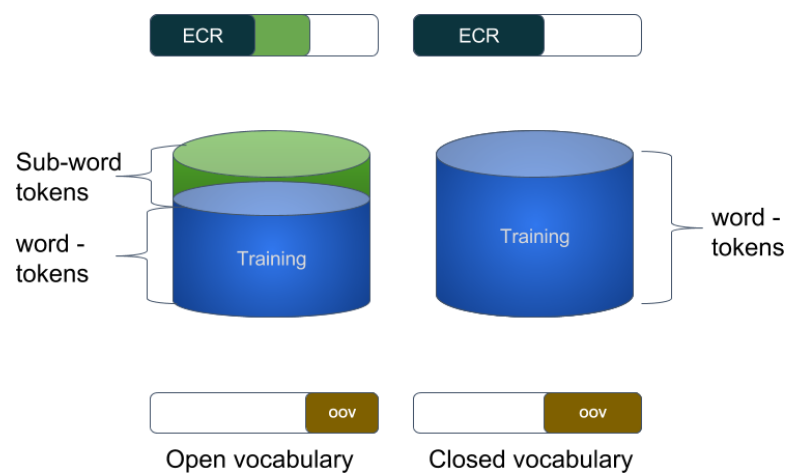 ECR
ECR
Sub-word
tokens
word -
tokens
Training
Training
word -
tokens
OOV
OOV
Open vocabulary
Closed vocabulary